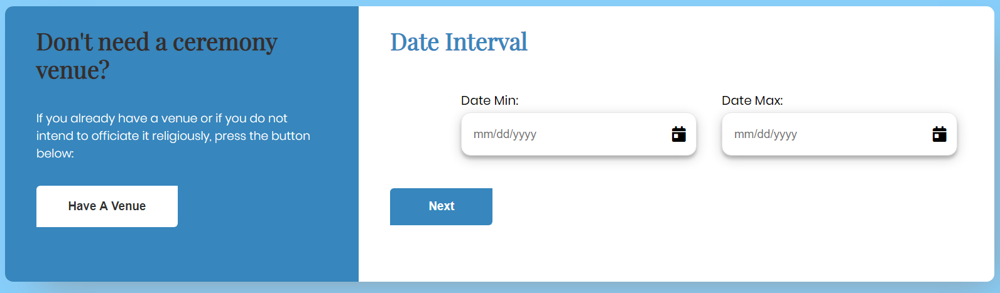 Don't need a ceremony
venue?
If you already have a venue or if you do not
intend to officiate it religiously, press the button
below:
Have A Venue
Date Interval
Date Min:
mm/dd/yyyy
Date Max:
mm/dd/yyyy
Next